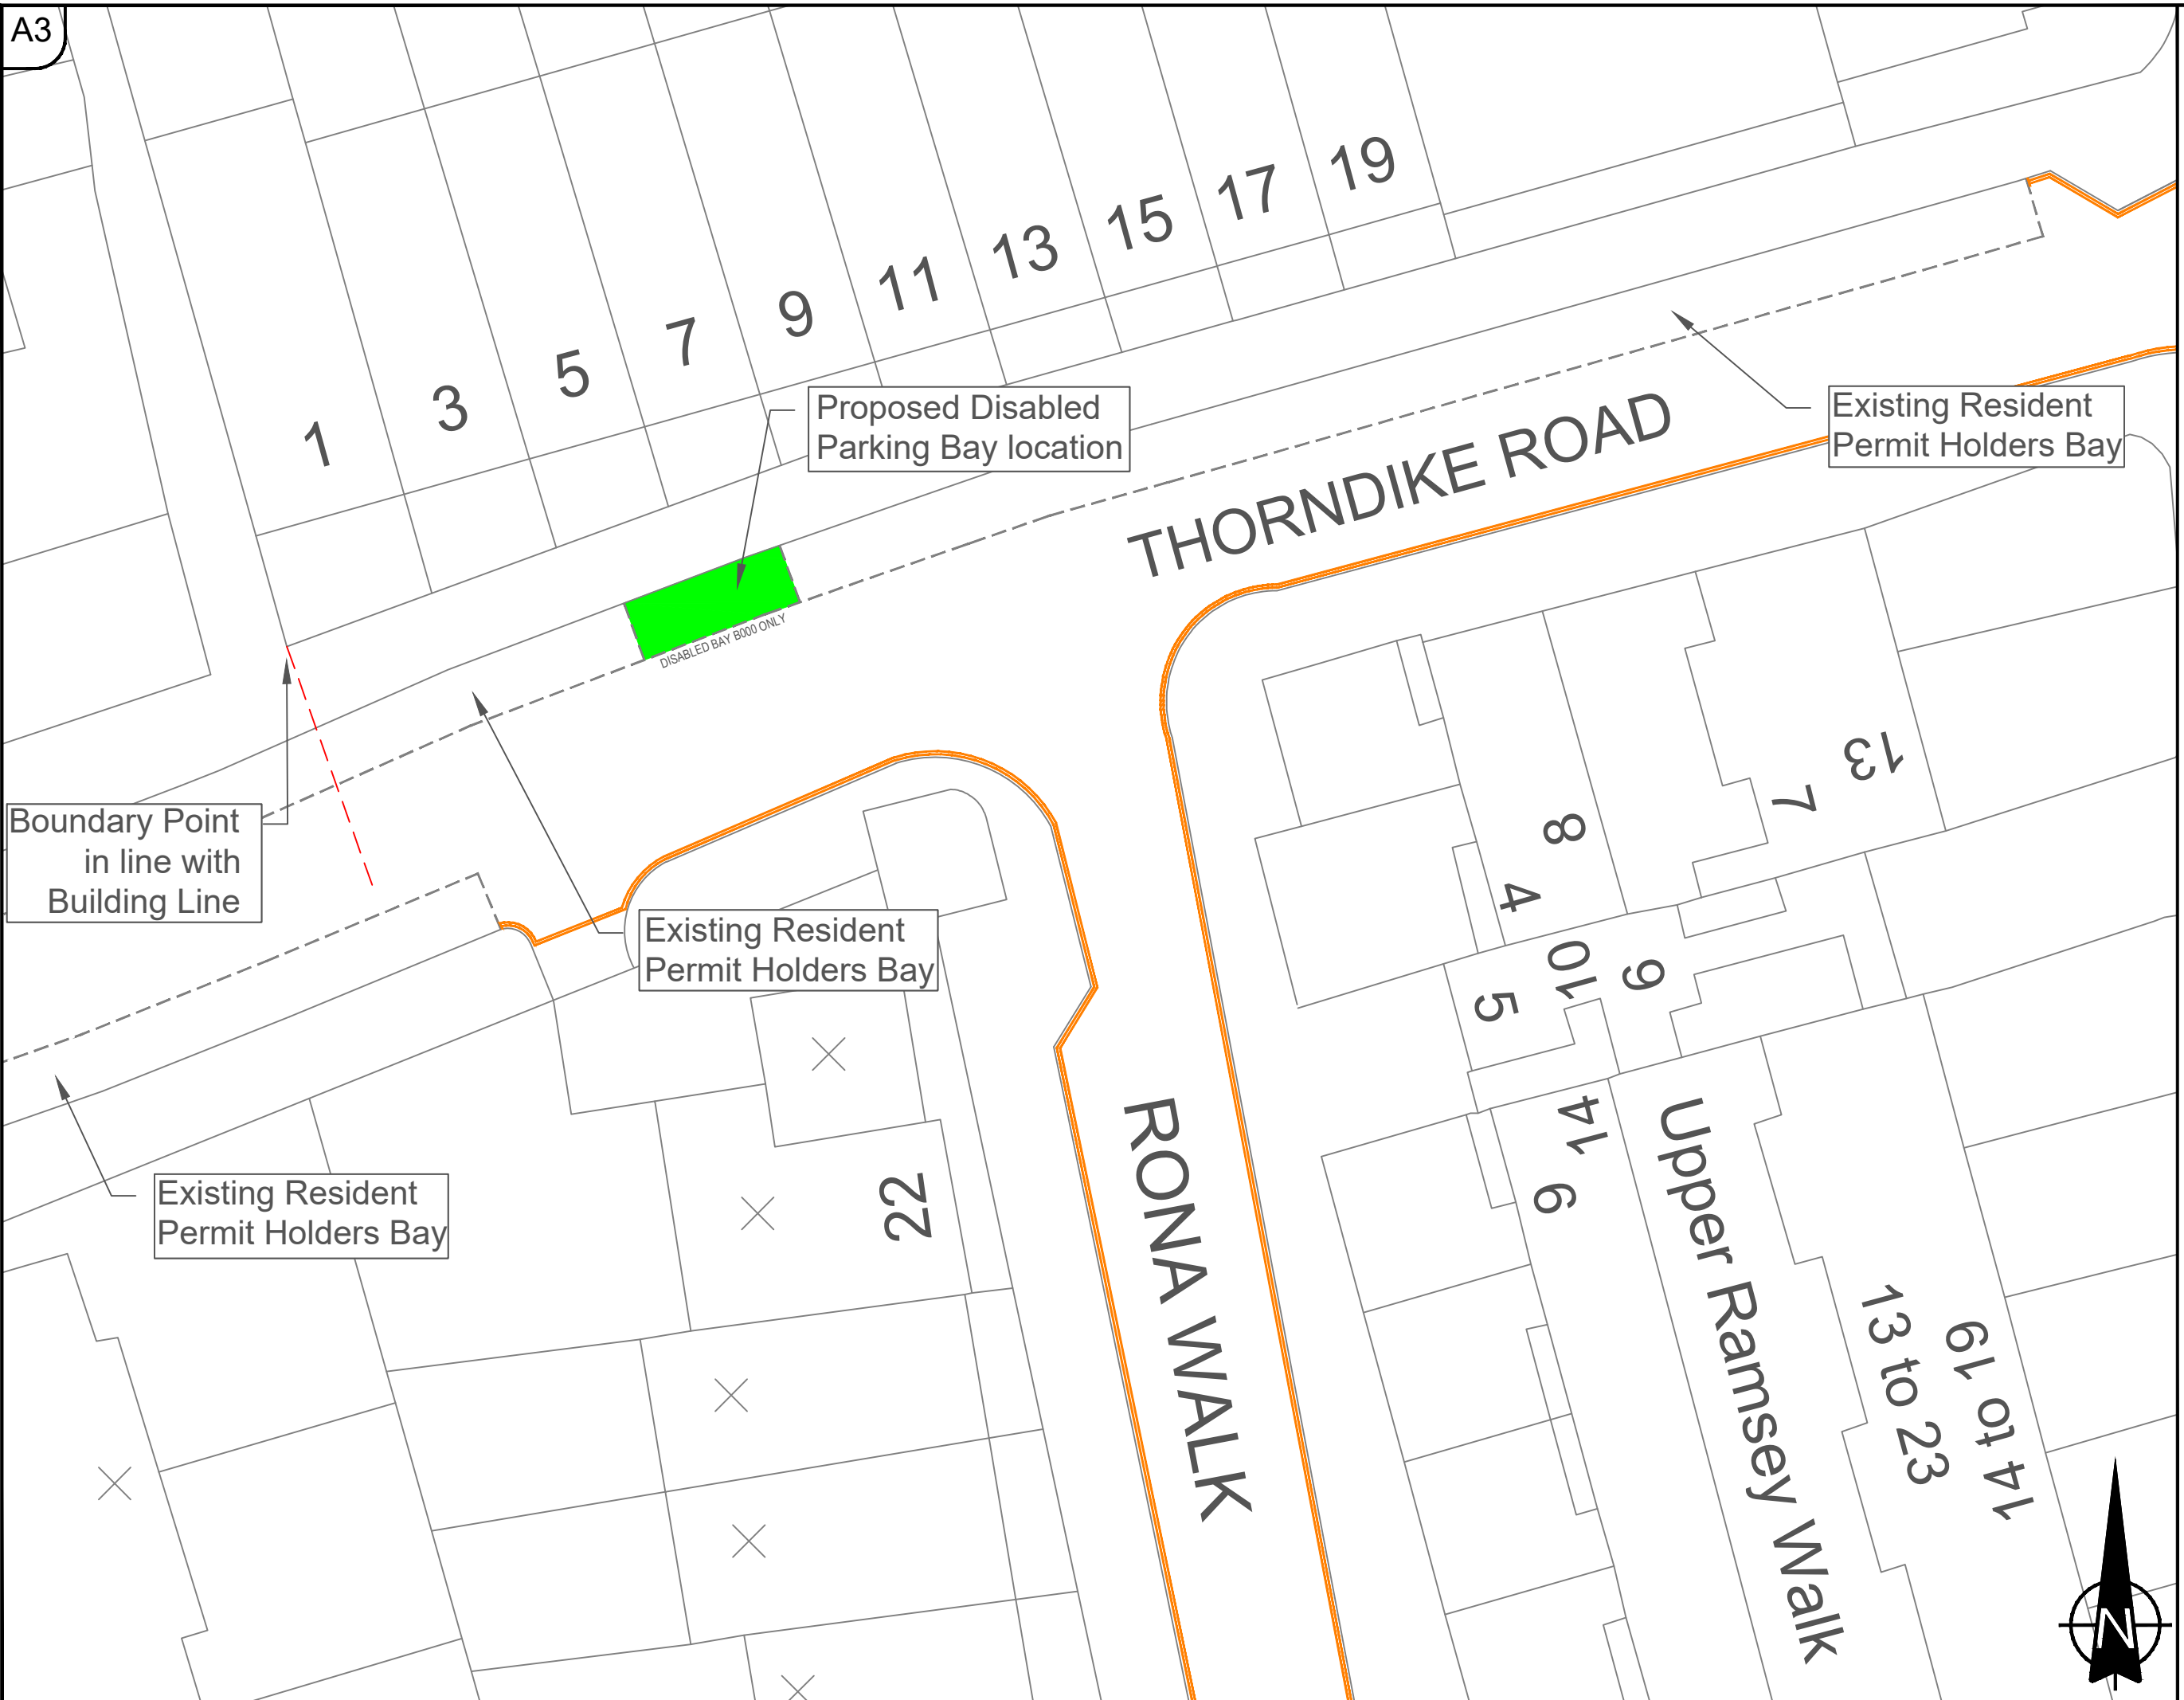 A3
19
17
15
13
11
9
7
5
3
1
Proposed Disabled
Parking Bay location
Existing Resident
Permit Holders Bay
THORNDIKE ROAD
DISABLED BAY B000 ONLY
Boundary Point
in line with
Building Line
Existing Resident
Permit Holders Bay
13
7
8
4
10
9
5
Existing Resident
Permit Holders Bay
22
RONA WALK
14
6
Upper Ramsey Walk
13 to 23
14 to 19
N